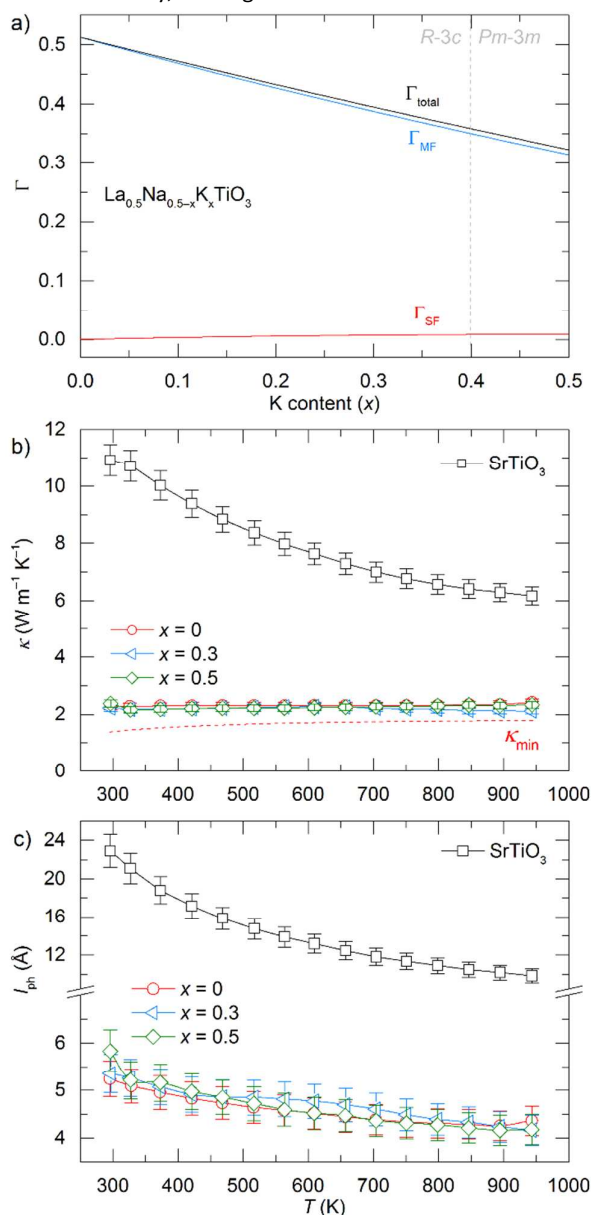 a)
R-3c Pm-3m
Γtotal
ΓMF
La0.5Na0.5–xKxTiO3
ΓSF
Γ
0.5
0.4
0.3
0.2
0.1
0.0
0.0 0.1 0.2 0.3 0.4 0.5
K content (x)
b)
SrTiO3
x = 0
x = 0.3
x = 0.5
κmin
κ (W m–1 K–1)
12
10
8
6
4
2
0
300 400 500 600 700 800 900 1000
c)
SrTiO3
x = 0
x = 0.3
x = 0.5
lph (Å)
24
20
16
12
6
5
4
300 400 500 600 700 800 900 1000
T (K)